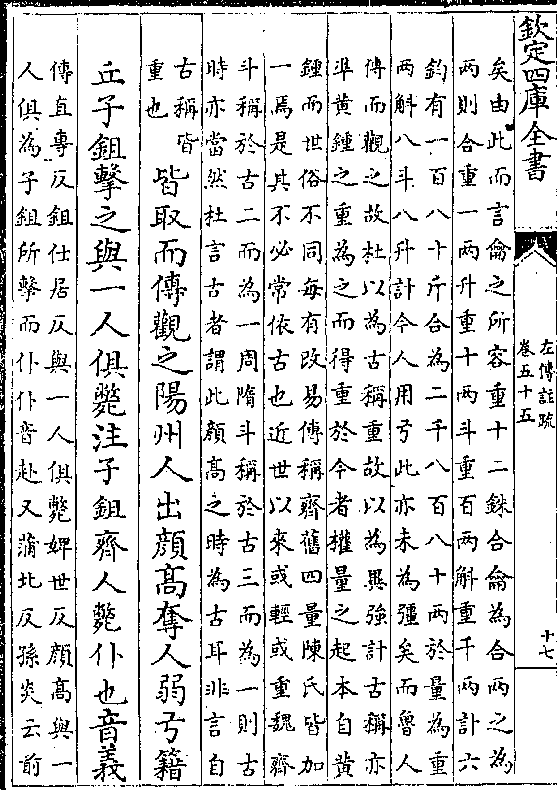 欽定四庫全書
左傳註疏
卷五十五
十七
矣由此而言龠之所容重十二銖合龠為合兩之為
兩則合重一兩升重十兩斗重百兩斛重千兩計六
鈞有一百八十斤合為二千八百八十兩於量為重
兩斛八斗八升計今人用弓此亦未為彊矣而魯人
傳而觀之故杜以為古稱重故以為異強計古稱亦
準黃鍾之重為之而得重於今者權量之起本自黃
鍾而世俗不同每有改易傳稱齊舊四量陳氏皆加
一焉是其不必常依古也近世以來或輕或重魏齊
斗稱於古二而為一周隋斗稱於古三而為一則古
時亦當然杜言古者謂此顏髙之時為古耳非言自
古稱皆
重也
皆取而傳觀之陽州人出顏髙奪人弱弓籍
丘子鉏擊之與一人俱斃注子鉏齊人斃仆也音義
傳直專反鉏仕居反與一人俱斃婢世反顏髙與一
人俱為子鉏所擊而仆仆音赴又蒲北反孫炎云前